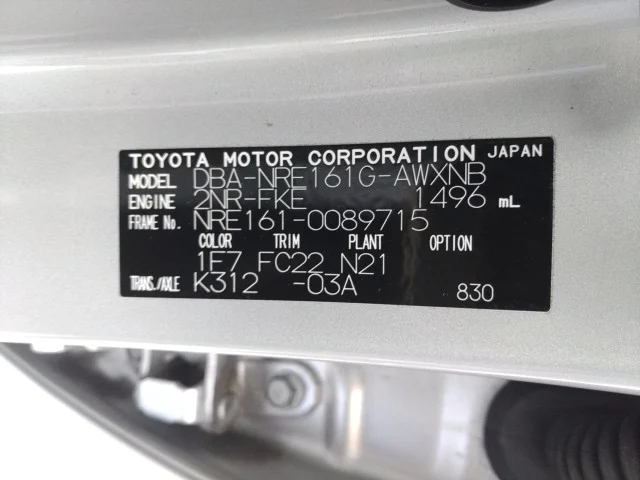 TOYOTA MOTOR CORPORATION JAPAN
MODEL DBA-NRE161G-AWXNB
ENGINE 2NR-FKE 1496 mL
FRAME No. NRE161-0089715
COLOR TRIM PLANT OPTION
1F7 FC22 N21
TRANS./AXLE K312 -03A 830